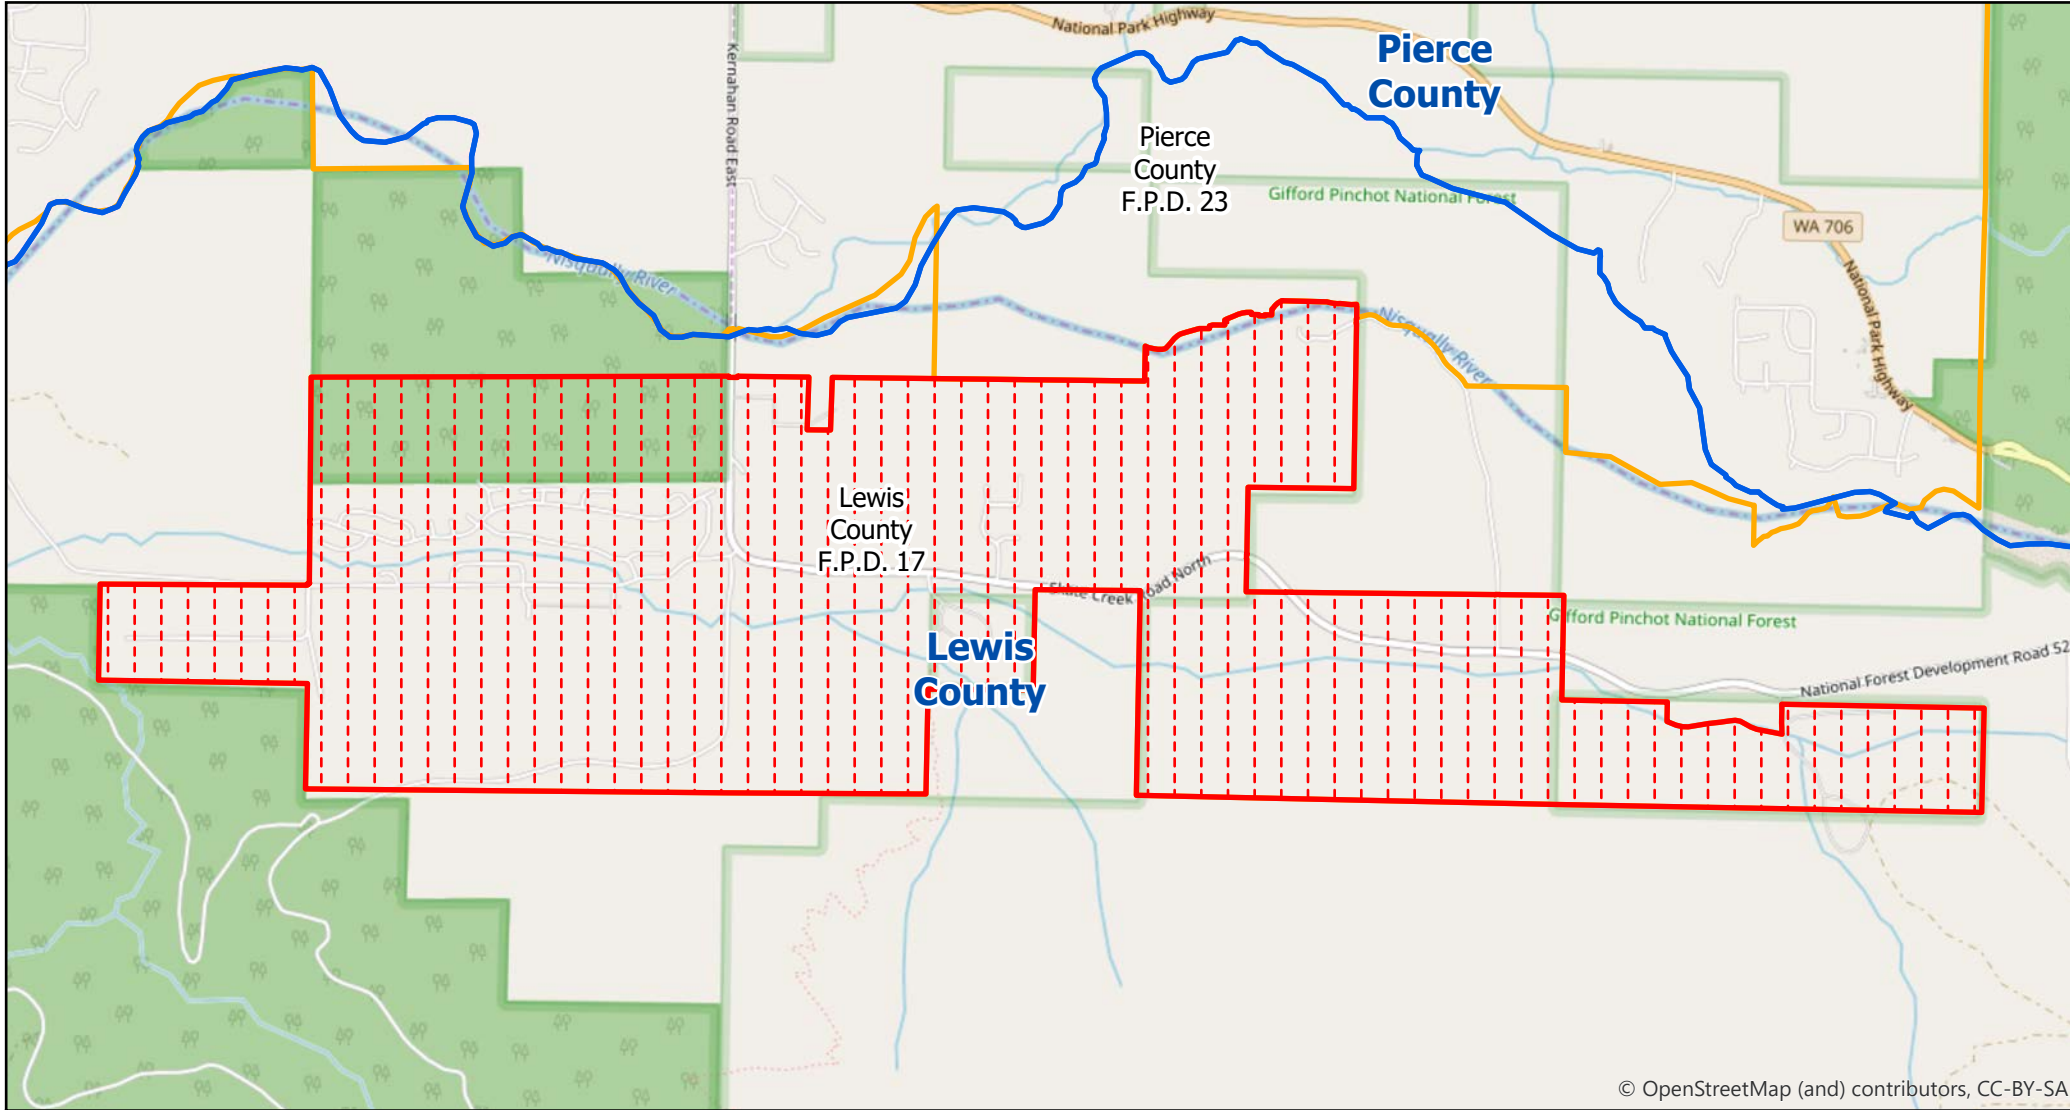 National Park Highway
Pierce
County
Kernahan Road East
Pierce
County
F.P.D. 23
Gifford Pinchot National Forest
WA 706
National Park Highway
Nisqually River
Nisqually River
Lewis
County
F.P.D. 17
Skate Creek Road North
Gifford Pinchot National Forest
Lewis
County
National Forest Development Road 52
© OpenStreetMap (and) contributors, CC-BY-SA